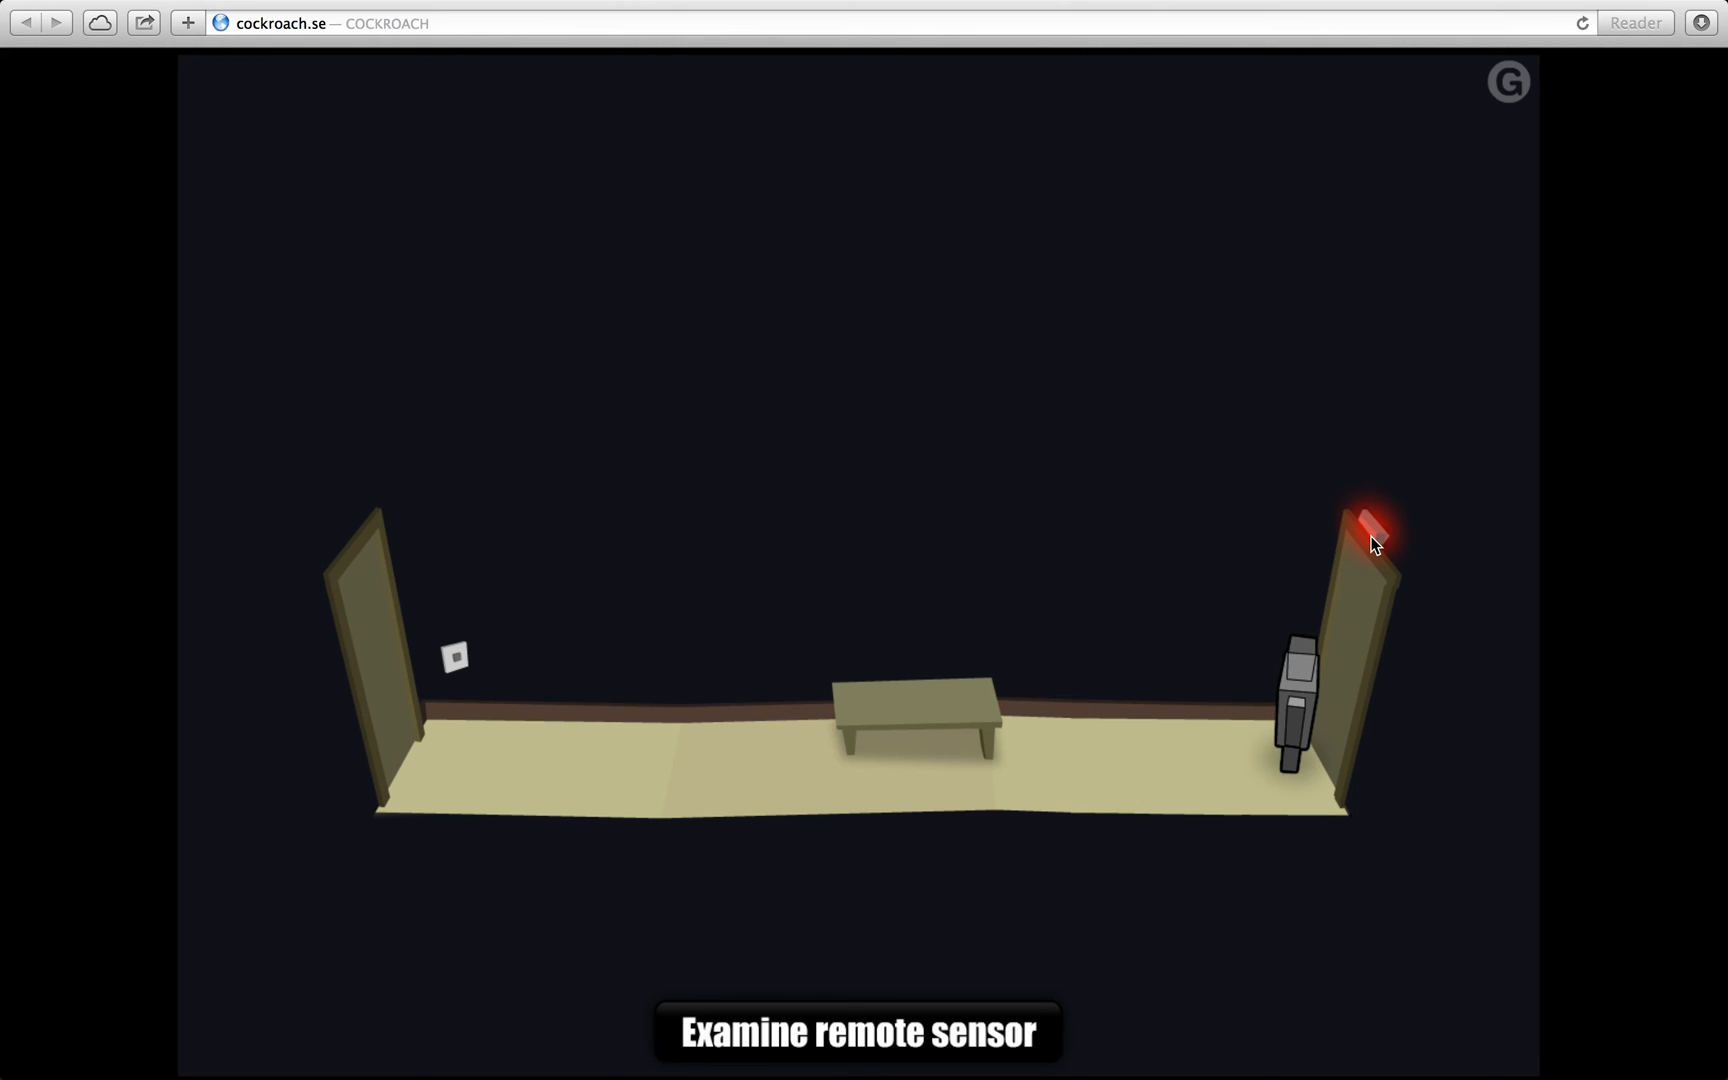 cockroach.se — COCKROACH
Reader
G
Examine remote sensor